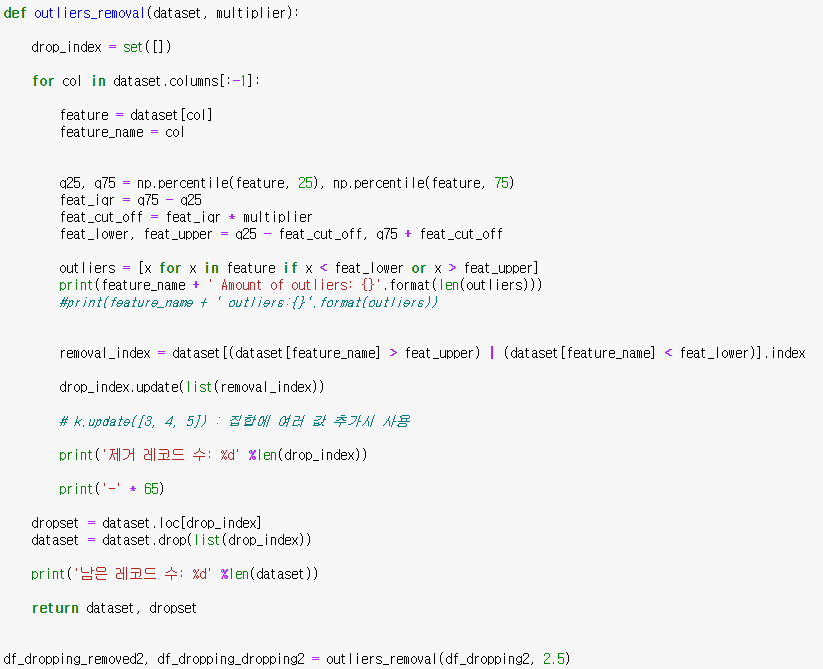 def outliers_removal(dataset, multiplier):
    drop_index = set([])
    for col in dataset.columns[:-1]:
        feature = dataset[col]
        feature_name = col
        q25, q75 = np.percentile(feature, 25), np.percentile(feature, 75)
        feat_iqr = q75 - q25
        feat_cut_off = feat_iqr * multiplier
        feat_lower, feat_upper = q25 - feat_cut_off, q75 + feat_cut_off
        outliers = [x for x in feature if x < feat_lower or x > feat_upper]
        print(feature_name + ' Amount of outliers: {}'.format(len(outliers)))
        #print(feature_name + ' outliers:{}'.format(outliers))
        removal_index = dataset[(dataset[feature_name] > feat_upper) | (dataset[feature_name] < feat_lower)].index
        drop_index.update(list(removal_index))
        # k.update([3, 4, 5]) : 집합에 여러 값 추가시 사용
        print('제거 레코드 수: %d' %len(drop_index))
        print('-' * 65)
    dropset = dataset.loc[drop_index]
    dataset = dataset.drop(list(drop_index))
    print('남은 레코드 수: %d' %len(dataset))
    return dataset, dropset
df_dropping_removed2, df_dropping_dropping2 = outliers_removal(df_dropping2, 2.5)